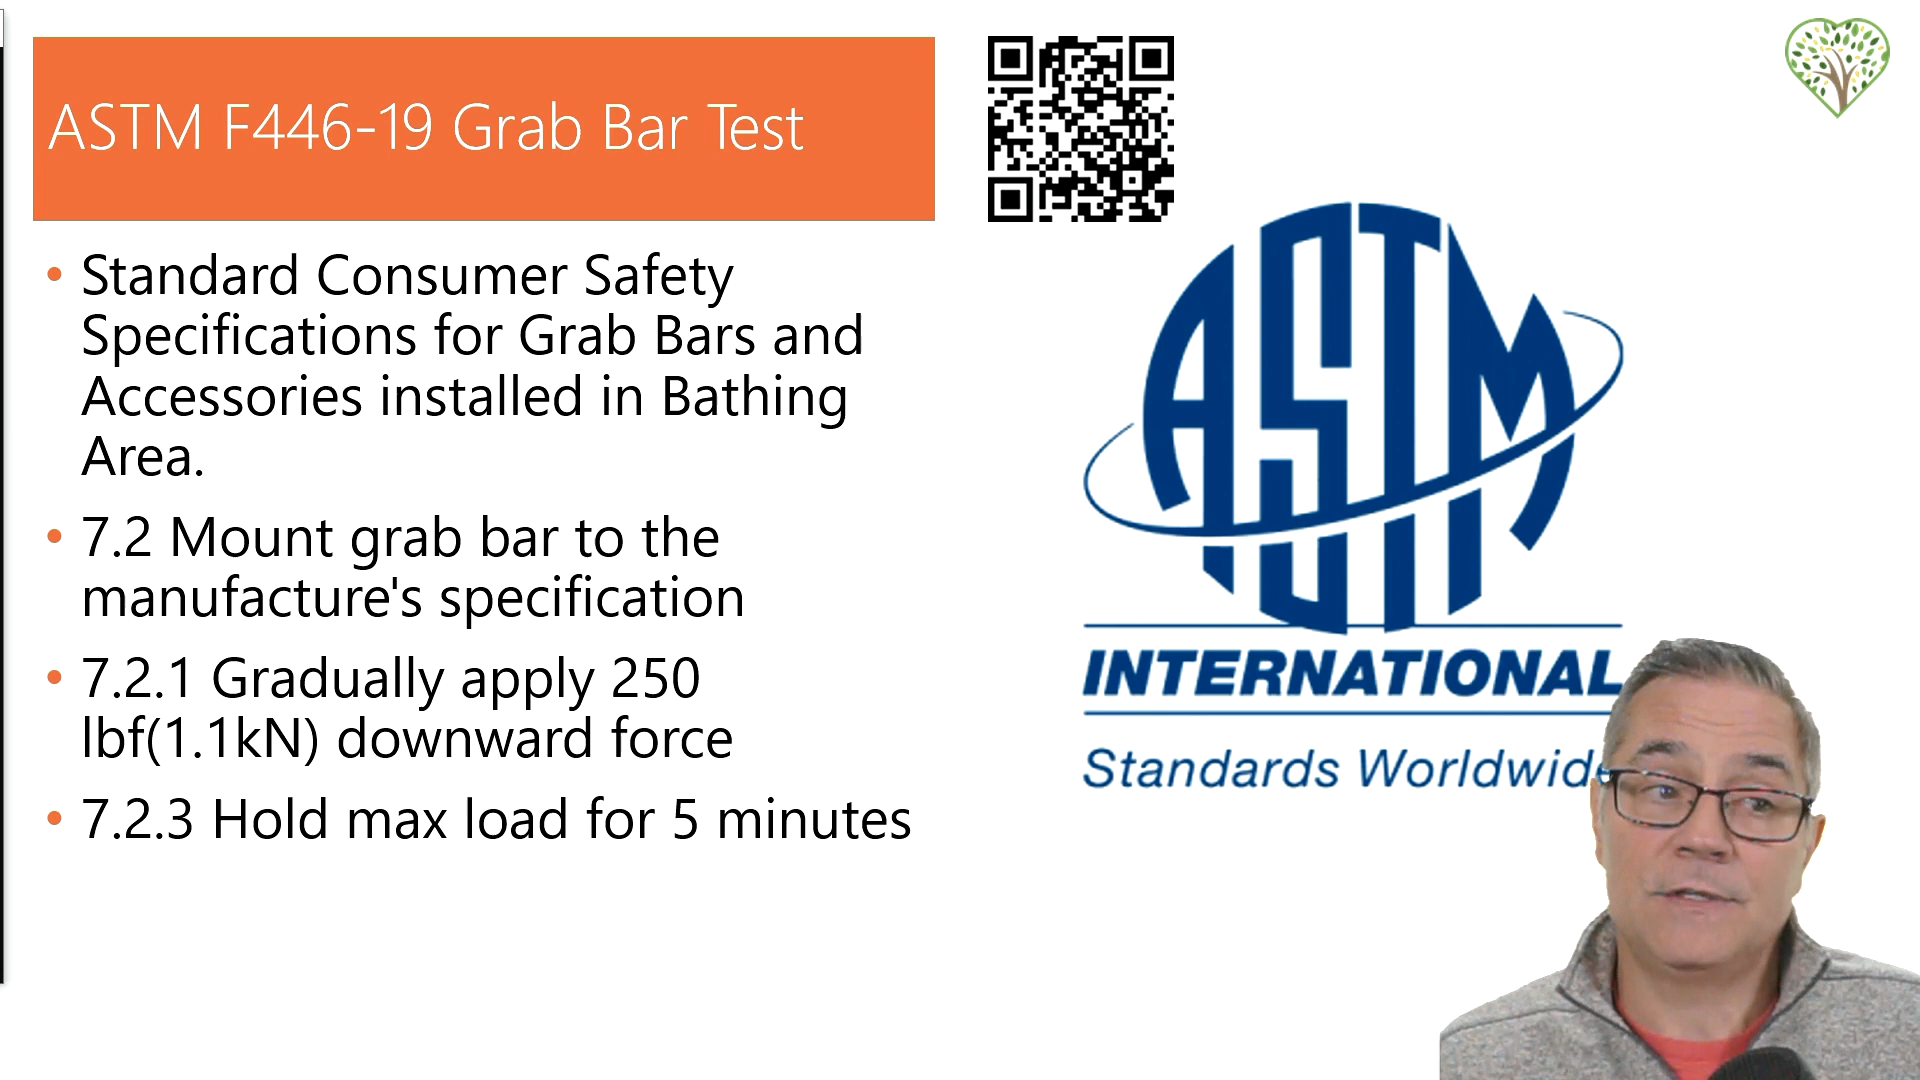 ASTM F446-19 Grab Bar Test
• Standard Consumer Safety
Specifications for Grab Bars and
Accessories installed in Bathing
Area.
• 7.2 Mount grab bar to the
manufacture's specification
• 7.2.1 Gradually apply 250
lbf(1.1kN) downward force
• 7.2.3 Hold max load for 5 minutes
ASTM
INTERNATIONAL
Standards Worldwide